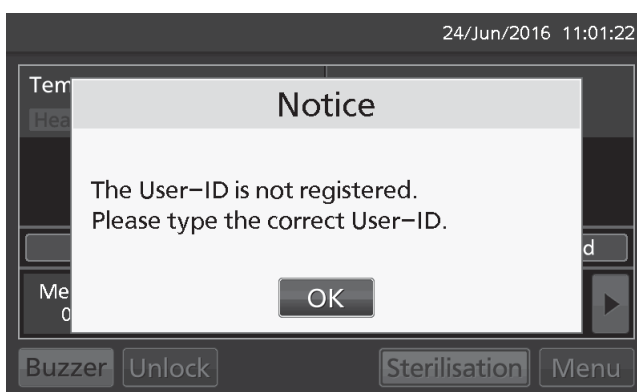 24/Jun/2016 11:01:22
Tem
Hea
Notice
The User-ID is not registered.
Please type the correct User-ID.
d
OK
Me
0
Buzzer Unlock Sterilisation Menu